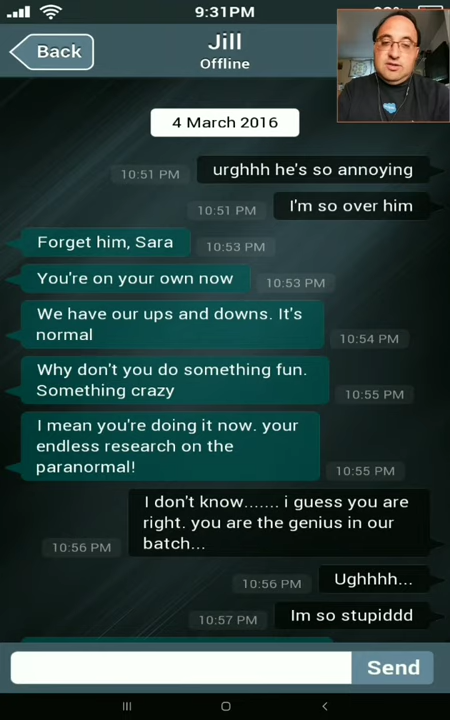 9:31PM
Back
Jill
Offline
4 March 2016
10:51 PM
urghhh he's so annoying
10:51 PM
I'm so over him
Forget him, Sara
10:53 PM
You're on your own now
10:53 PM
We have our ups and downs. It's
normal
10:54 PM
Why don't you do something fun.
Something crazy
10:55 PM
I mean you're doing it now. your
endless research on the
paranormal!
10:55 PM
I don't know....... i guess you are
right. you are the genius in our
batch...
10:56 PM
10:56 PM
Ughhhh...
10:57 PM
Im so stupiddd
Send